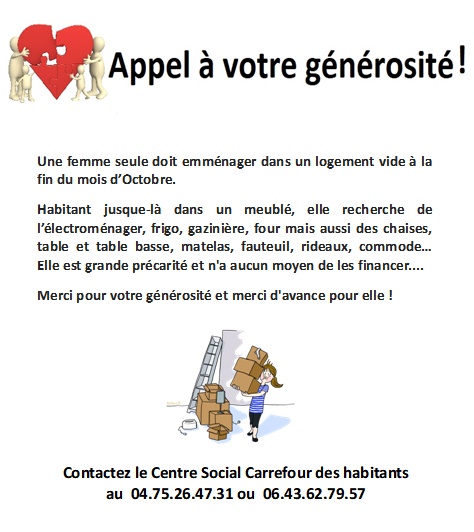 Appel à votre générosité!
Une femme seule doit emménager dans un logement vide à la
fin du mois d’Octobre.
Habitant jusque-là dans un meublé, elle recherche de
l’électroménager, frigo, gazinière, four mais aussi des chaises,
table et table basse, matelas, fauteuil, rideaux, commode...
Elle est grande précarité et n'a aucun moyen de les financer....
Merci pour votre générosité et merci d'avance pour elle !
Contactez le Centre Social Carrefour des habitants
au 04.75.26.47.31 ou 06.43.62.79.57